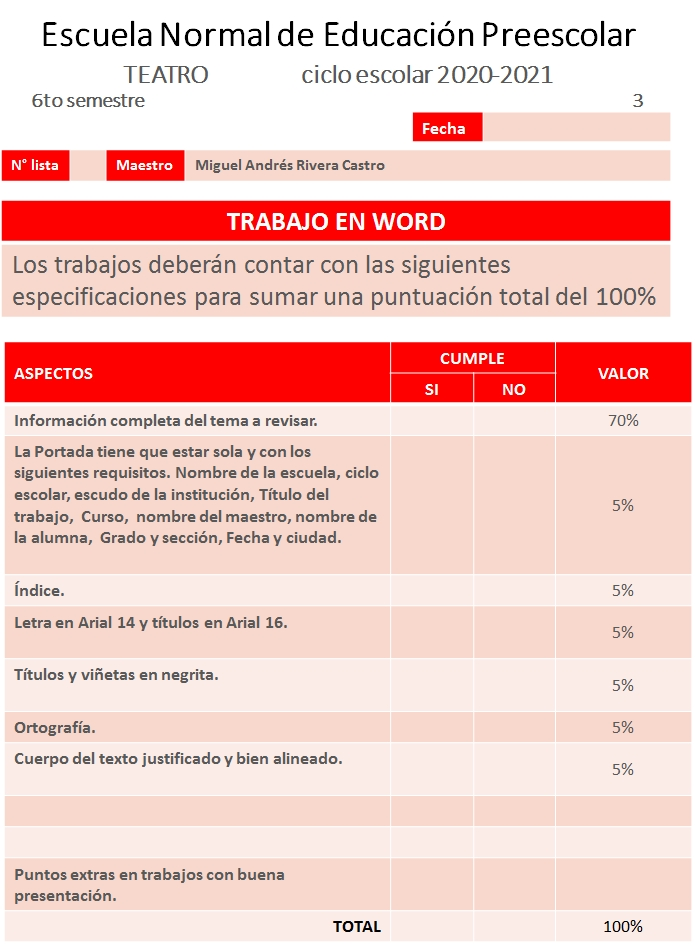 Escuela Normal de Educación Preescolar
TEATRO ciclo escolar 2020-2021
6to semestre 3
Fecha
N° lista Maestro Miguel Andrés Rivera Castro
TRABAJO EN WORD
Los trabajos deberán contar con las siguientes
especificaciones para sumar una puntuación total del 100%
ASPECTOS CUMPLE VALOR
SI NO
Información completa del tema a revisar. 70%
La Portada tiene que estar sola y con los
siguientes requisitos. Nombre de la escuela, ciclo
escolar, escudo de la institución, Título del
trabajo, Curso, nombre del maestro, nombre de
la alumna, Grado y sección, Fecha y ciudad.
5%
Índice. 5%
Letra en Arial 14 y títulos en Arial 16.
5%
Títulos y viñetas en negrita.
5%
Ortografía. 5%
Cuerpo del texto justificado y bien alineado.
5%
Puntos extras en trabajos con buena
presentación.
TOTAL 100%